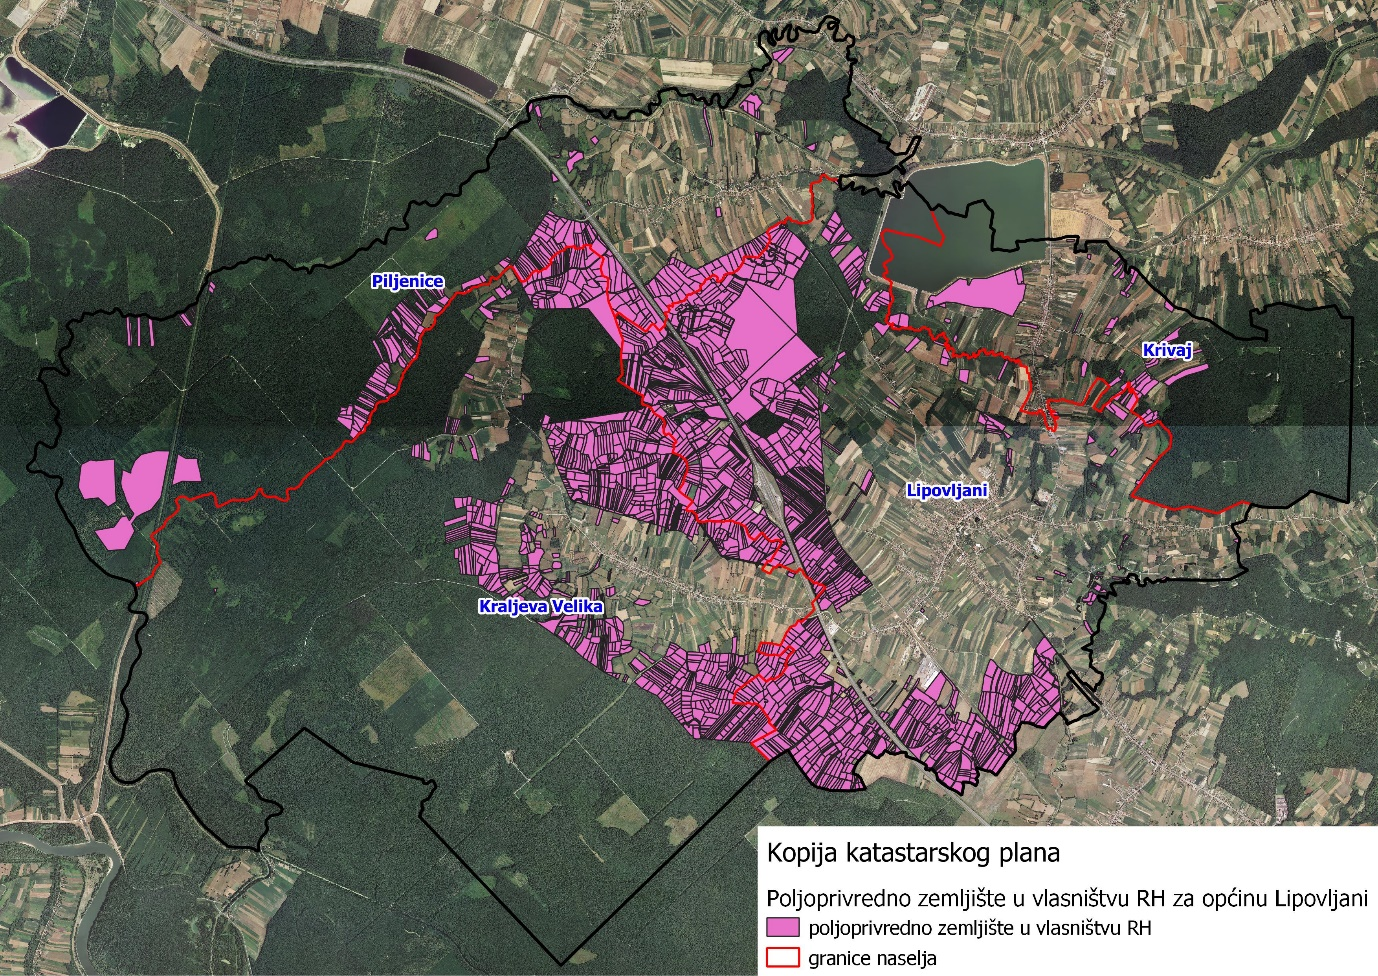 Piljenice
Krivaj
Lipovljani
Kraljeva Velika
Kopija katastarskog plana
Poljoprivredno zemljište u vlasništvu RH za općinu Lipovljani
poljoprivredno zemljište u vlasništvu RH
granice naselja